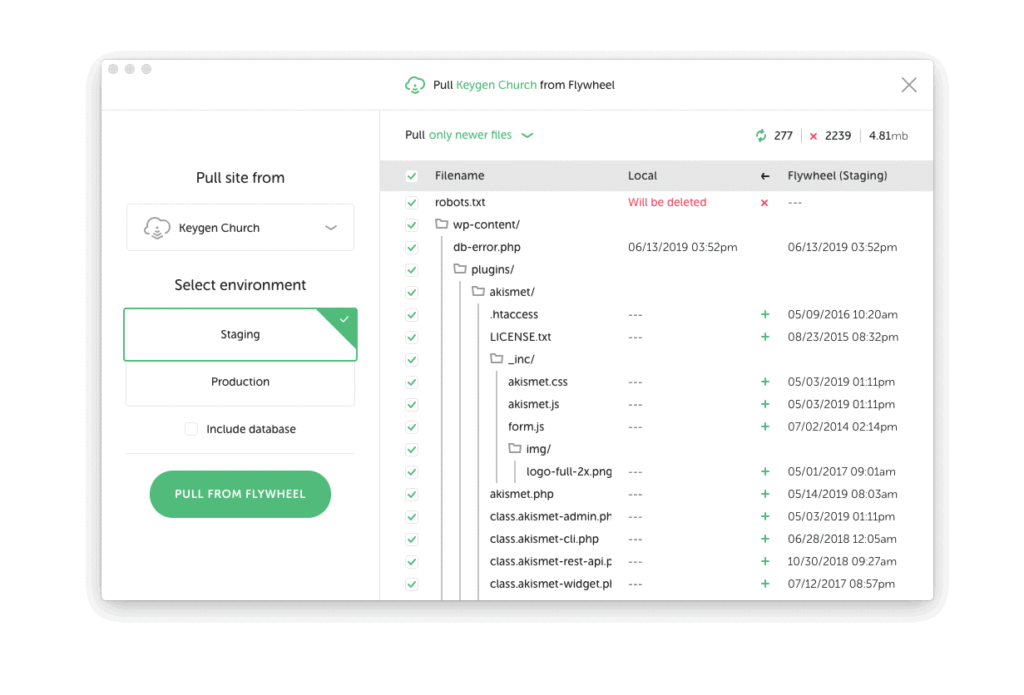 Pull Keygen Church from Flywheel
Pull site from
Keygen Church
Select environment
Staging
Production
Include database
PULL FROM FLYWHEEL
Pull only newer files 277 2239 4.81mb
Filename Local Flywheel (Staging)
robots.txt Will be deleted ---
wp-content/
db-error.php 06/13/2019 03:52pm 06/13/2019 03:52pm
plugins/
akismet/
.htaccess --- + 05/09/2016 10:20am
LICENSE.txt --- + 08/23/2015 08:32pm
_inc/
akismet.css --- + 05/03/2019 01:11pm
akismet.js --- + 05/03/2019 01:11pm
form.js --- + 07/02/2014 02:14pm
img/
logo-full-2x.png --- + 05/01/2017 09:01am
akismet.php --- + 05/14/2019 08:03am
class.akismet-admin.ph --- + 05/03/2019 01:11pm
class.akismet-cli.php --- + 06/28/2018 12:05am
class.akismet-rest-api.p --- + 10/30/2018 09:27am
class.akismet-widget.pl --- + 07/12/2017 08:57pm